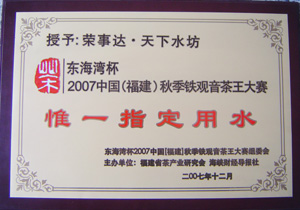 授予:荣事达·天下水坊
东海湾杯
2007中国(福建)秋季铁观音茶王大赛
惟一指定用水
东海湾杯2007中国[福建]秋季铁观音茶王大赛组委会
主办单位: 福建省茶产业研究会 海峡财经导报社
二00七年十二月